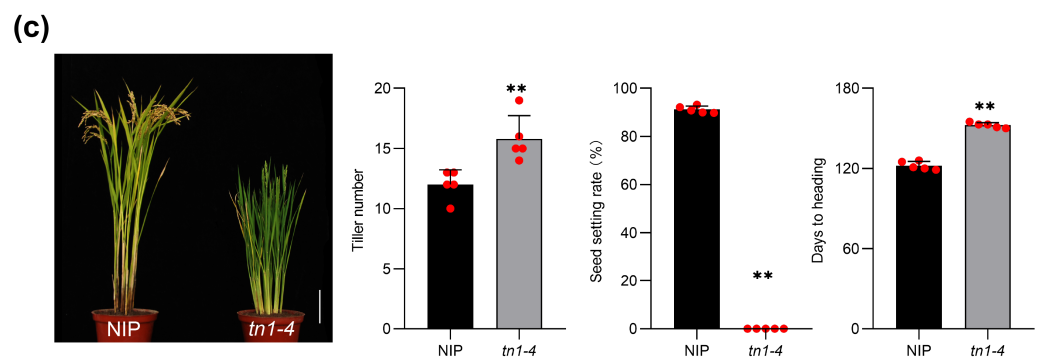 (c)
NIP
tn1-4
Tiller number
20
15
10
5
0
**
NIP
tn1-4
Seed setting rate (%)
100
80
60
40
20
0
**
NIP
tn1-4
Days to heading
180
120
60
0
**
NIP
tn1-4